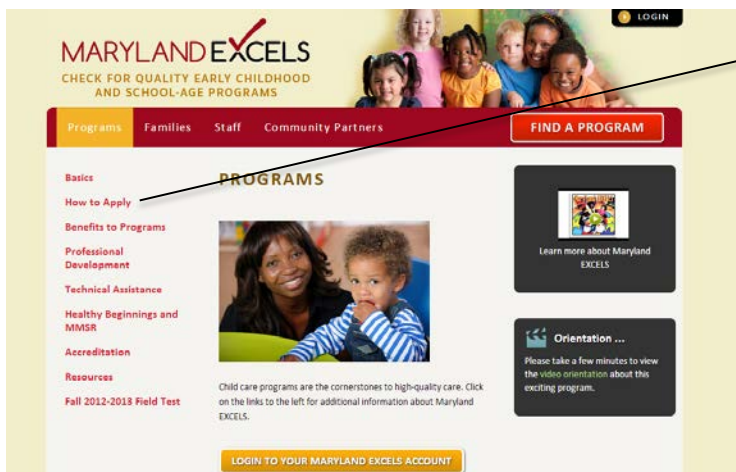 LOGIN
MARYLAND EXCELS
CHECK FOR QUALITY EARLY CHILDHOOD
AND SCHOOL-AGE PROGRAMS
Programs Families Staff Community Partners
FIND A PROGRAM
Basics
How to Apply
Benefits to Programs
Professional
Development
Technical Assistance
Healthy Beginnings and
MMSR
Accreditation
Resources
Fall 2012-2013 Field Test
PROGRAMS
Child care programs are the cornerstones to high-quality care. Click
on the links to the left for additional information about Maryland
EXCELS.
LOGIN TO YOUR MARYLAND EXCELS ACCOUNT
Learn more about Maryland
EXCELS
Orientation ...
Please take a few minutes to view
the video orientation about this
exciting program.